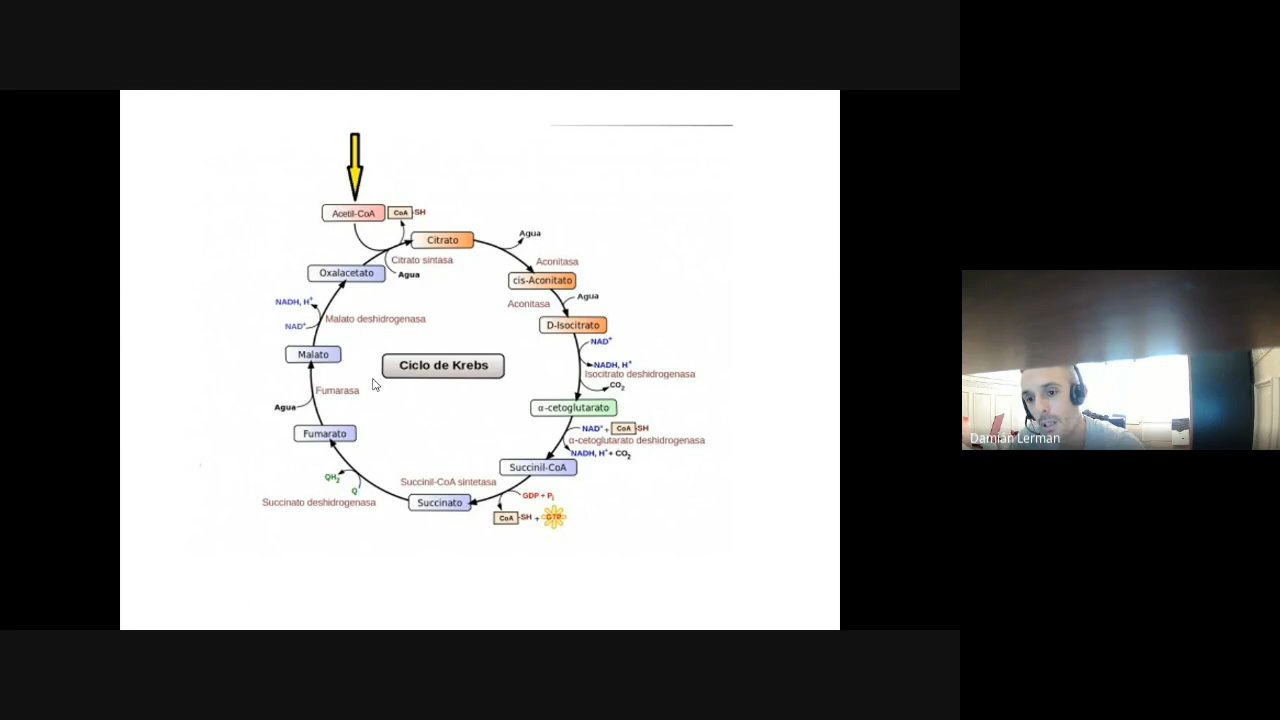 Acetil-CoA
CoA-SH
Citrato
Agua
Citrato sintasa
Agua
Aconitasa
Oxalacetato
cis-Aconitato
Agua
Aconitasa
NADH, H⁺
NAD⁺
Malato deshidrogenasa
D-Isocitrato
NAD⁺
NADH, H⁺
Isocitrato deshidrogenasa
CO₂
Malato
Ciclo de Krebs
Fumarasa
Agua
α-cetoglutarato
NAD⁺+ CoA-SH
α-cetoglutarato deshidrogenasa
NADH, H⁺+ CO₂
Fumarato
Succinil-CoA
QH₂
Q
Succinil-CoA sintetasa
Succinato deshidrogenasa
Succinato
GDP + Pᵢ
CoA-SH + GTP
Damián Lerman